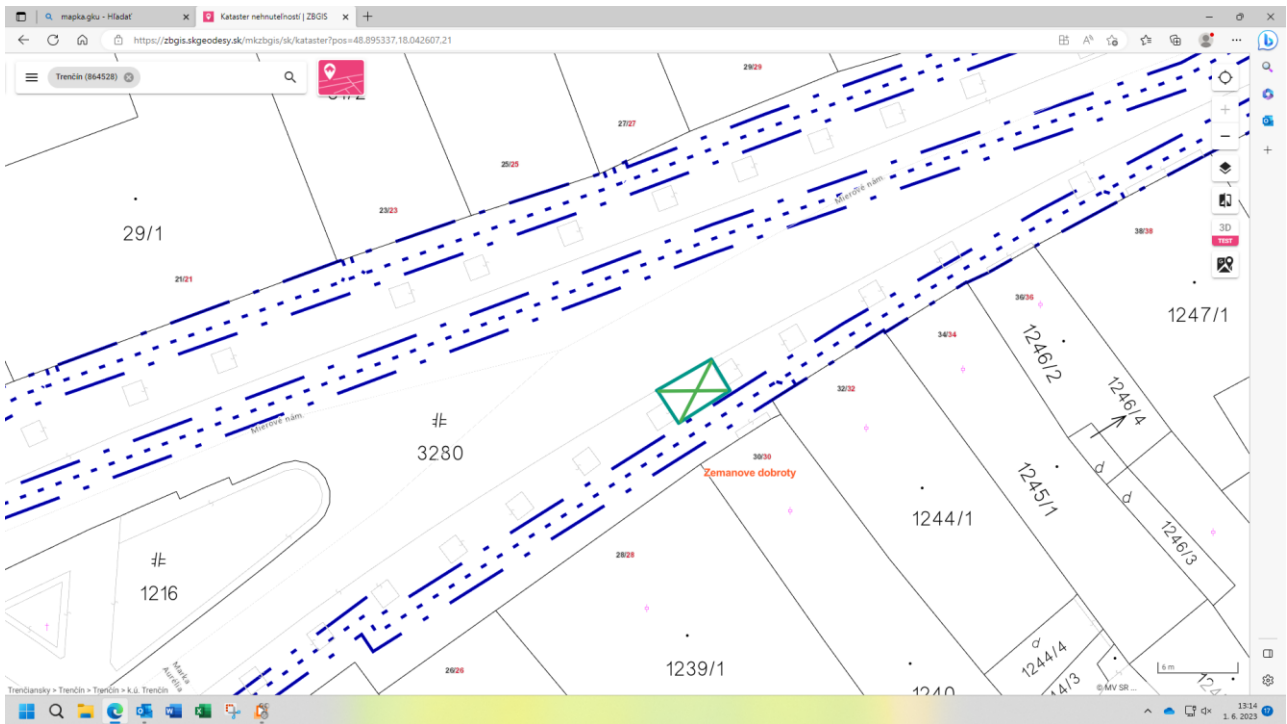 mapka.gku - Hľadať
Kataster nehnuteľností | ZBGIS
https://zbgis.skgeodesy.sk/mkzbgis/sk/kataster?pos=48.895337,18.042607,21
Trenčín (864528)
29/29
27/27
25/25
23/23
Mierové nám.
29/1
21/21
38/38
3D
TEST
36/36
1247/1
34/34
1246/2
32/32
1246/4
Mierové nám.
#
3280
30/30
Zemanove dobroty
d
1245/1
d
1244/1
1246/3
28/28
#
1216
d
1244/4
26/26
1239/1
Marka
Aurélia
6 m
Trenčiansky > Trenčín > Trenčín > k.ú. Trenčín
© MV SR ...
13:14
1. 6. 2023